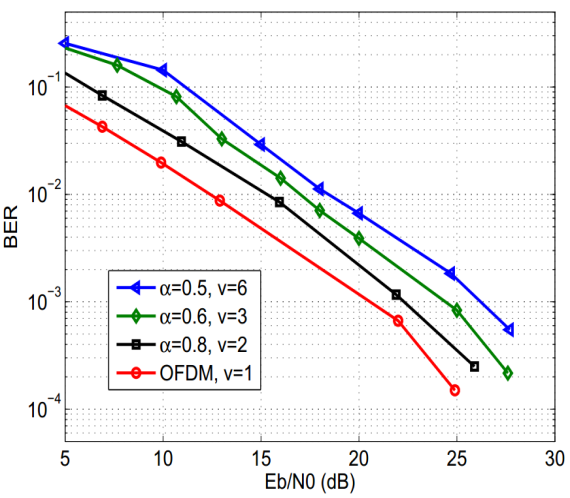 10⁻¹
10⁻²
10⁻³
10⁻⁴
BER
α=0.5, v=6
α=0.6, v=3
α=0.8, v=2
OFDM, v=1
5 10 15 20 25 30
Eb/N0 (dB)